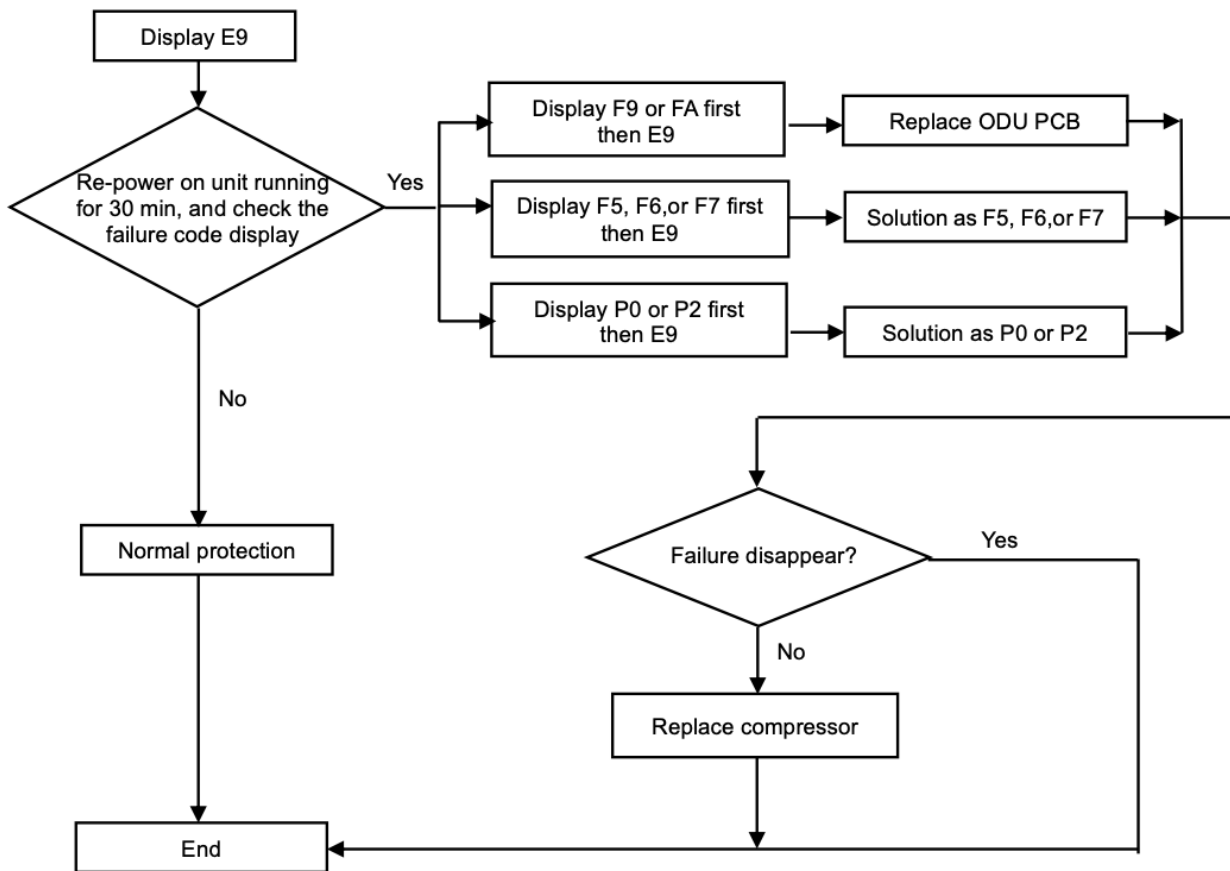 Display E9
Re-power on unit running
for 30 min, and check the
failure code display
Yes
No
Display F9 or FA first
then E9
Replace ODU PCB
Display F5, F6,or F7 first
then E9
Solution as F5, F6,or F7
Display P0 or P2 first
then E9
Solution as P0 or P2
Normal protection
Failure disappear?
Yes
No
Replace compressor
End